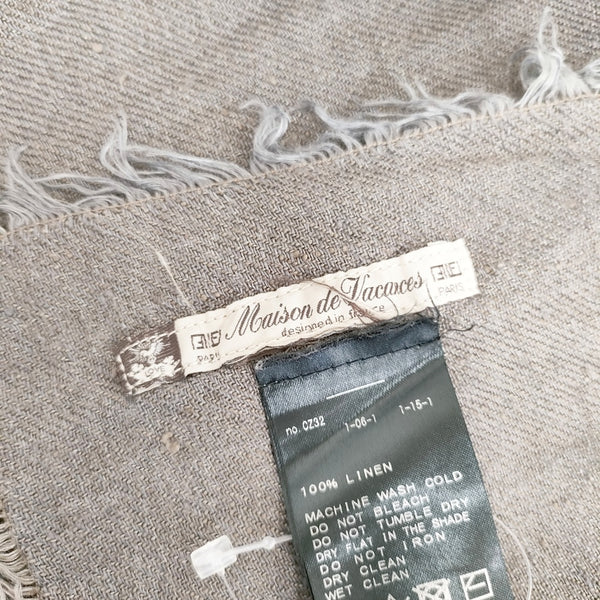 Maison de Vacances
designed in france
PARIS
PARIS
LOVE
no. CZ32 1-06-1 1-15-1
100% LINEN
MACHINE WASH COLD
DO NOT BLEACH
DO NOT TUMBLE DRY
DRY FLAT IN THE SHADE
DO NOT IRON
DRY CLEAN
WET CLEAN